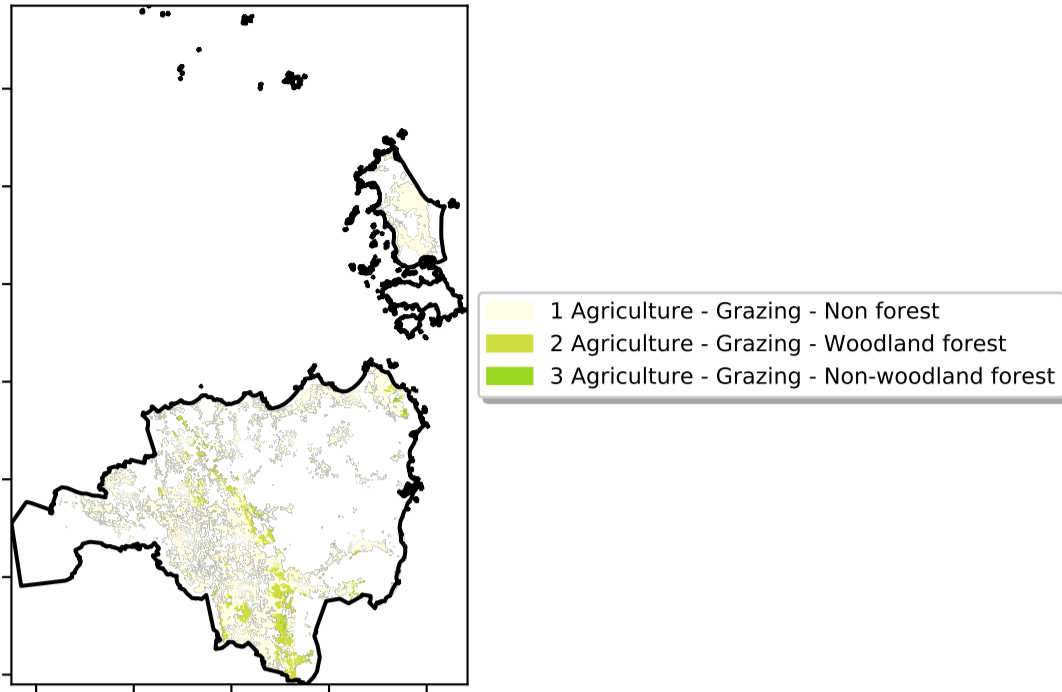 1 Agriculture - Grazing - Non forest
2 Agriculture - Grazing - Woodland forest
3 Agriculture - Grazing - Non-woodland forest